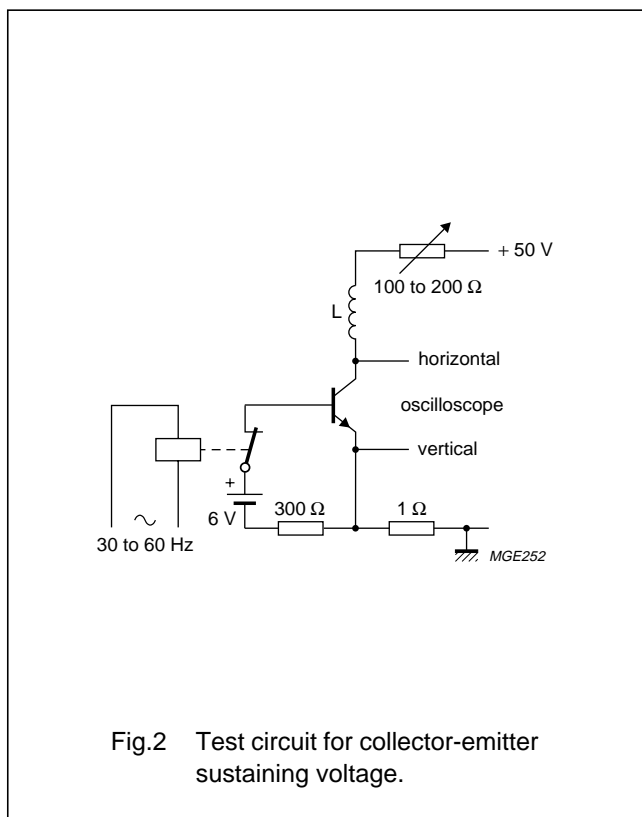 + 50 V
100 to 200 Ω
L
horizontal
oscilloscope
vertical
+
6 V
300 Ω
1 Ω
30 to 60 Hz
MGE252
Fig.2 Test circuit for collector-emitter
sustaining voltage.